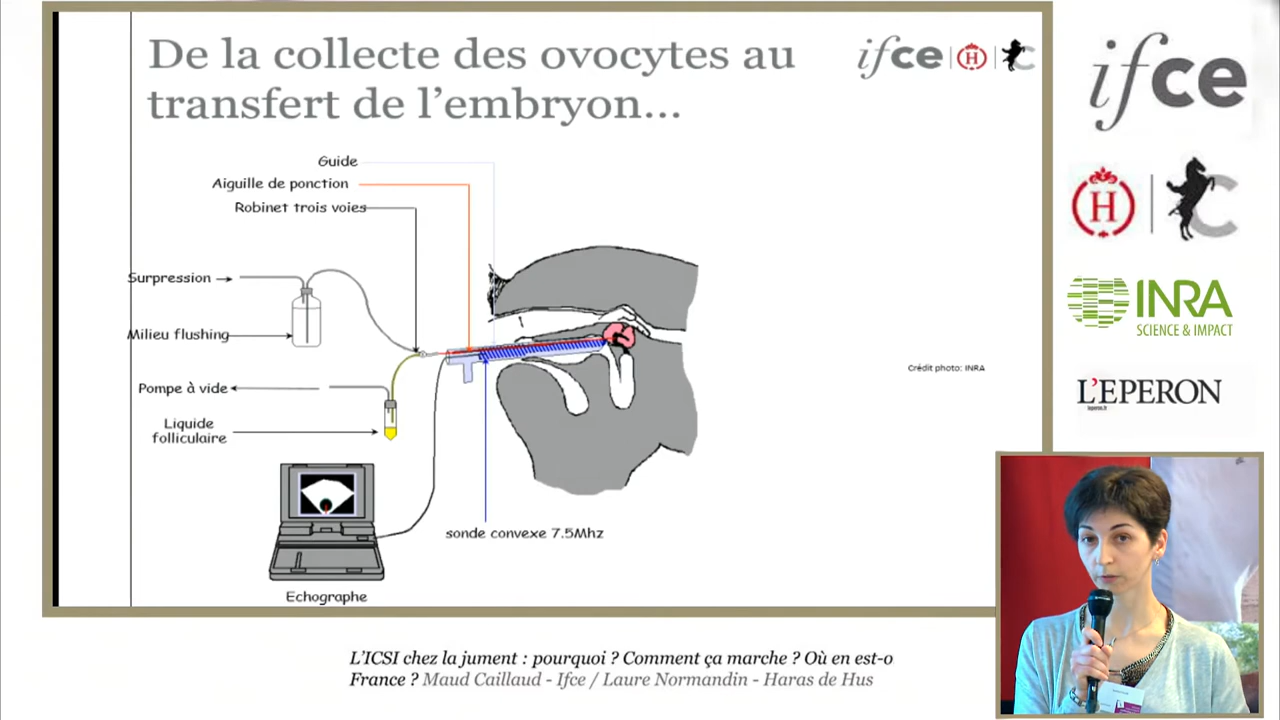 De la collecte des ovocytes au
transfert de l'embryon...
ifce
H
C
Guide
Aiguille de ponction
Robinet trois voies
Surpression
Milieu flushing
Pompe à vide
Liquide
folliculaire
sonde convexe 7.5Mhz
Echographe
Crédit photo: INRA
ifce
H
C
INRA
SCIENCE & IMPACT
L'EPERON
leperon.fr
L'ICSI chez la jument : pourquoi ? Comment ça marche ? Où en est-o
France ? Maud Caillaud - Ifce / Laure Normandin - Haras de Hus